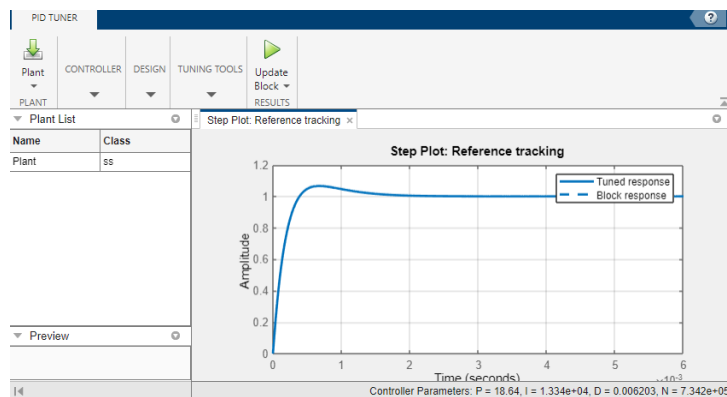 PID TUNER
?
Plant
CONTROLLER
DESIGN
TUNING TOOLS
Update
Block
PLANT
RESULTS
Plant List
Name Class
Plant ss
Preview
Step Plot: Reference tracking ×
Step Plot: Reference tracking
Tuned response
Block response
Amplitude
1.2
1
0.8
0.6
0.4
0.2
0
0 1 2 3 4 5 6
Time (seconds)
×10-3
Controller Parameters: P = 18.64, I = 1.334e+04, D = 0.006203, N = 7.342e+05